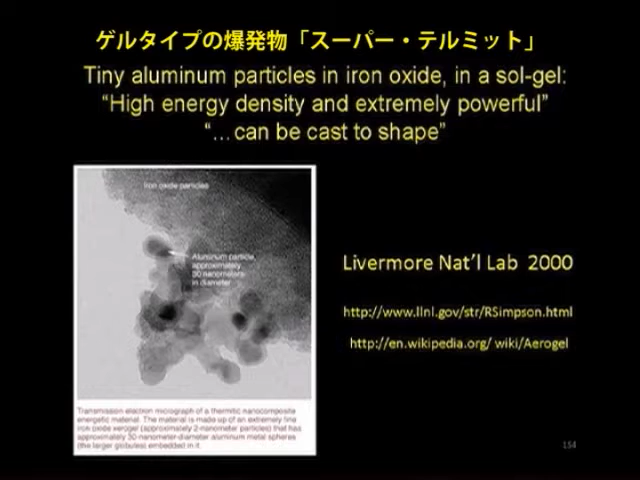 ゲルタイプの爆発物「スーパー・テルミット」
Tiny aluminum particles in iron oxide, in a sol-gel:
“High energy density and extremely powerful”
“…can be cast to shape”
Iron oxide particles
Aluminum particle,
approximately
30 nanometers
in diameter
Livermore Nat’l Lab 2000
http://www.llnl.gov/str/RSimpson.html
http://en.wikipedia.org/ wiki/Aerogel
Transmission electron micrograph of a thermitic nanocomposite
energetic material. The material is made up of an extremely fine
iron oxide xerogel (approximately 2-nanometer particles) that has
approximately 30-nanometer-diameter aluminum metal spheres
(the larger globules) embedded in it.
154